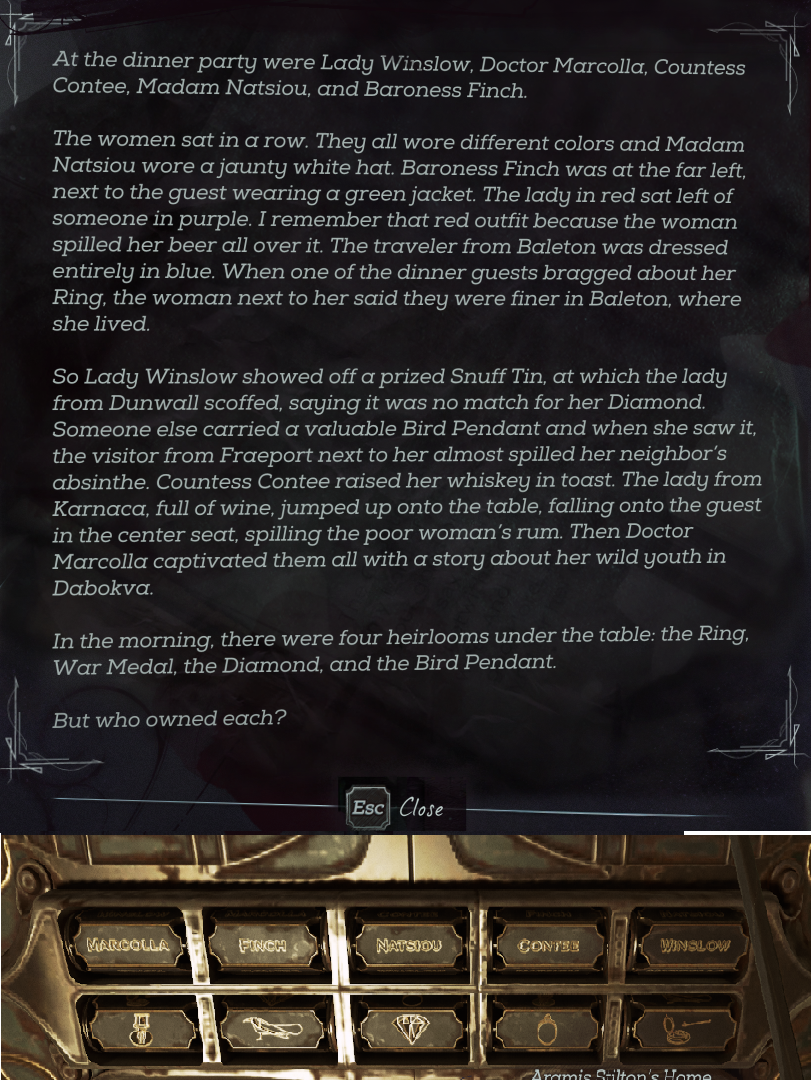 At the dinner party were Lady Winslow, Doctor Marcolla, Countess
Contee, Madam Natsiou, and Baroness Finch.
The women sat in a row. They all wore different colors and Madam
Natsiou wore a jaunty white hat. Baroness Finch was at the far left,
next to the guest wearing a green jacket. The lady in red sat left of
someone in purple. I remember that red outfit because the woman
spilled her beer all over it. The traveler from Baleton was dressed
entirely in blue. When one of the dinner guests bragged about her
Ring, the woman next to her said they were finer in Baleton, where
she lived.
So Lady Winslow showed off a prized Snuff Tin, at which the lady
from Dunwall scoffed, saying it was no match for her Diamond.
Someone else carried a valuable Bird Pendant and when she saw it,
the visitor from Fraeport next to her almost spilled her neighbor's
absinthe. Countess Contee raised her whiskey in toast. The lady from
Karnaca, full of wine, jumped up onto the table, falling onto the guest
in the center seat, spilling the poor woman's rum. Then Doctor
Marcolla captivated them all with a story about her wild youth in
Dabokva.
In the morning, there were four heirlooms under the table: the Ring,
War Medal, the Diamond, and the Bird Pendant.
But who owned each?
Esc Close
MARCOLLA FINCH NATSIOU CONTEE WINSLOW
Aramis Stilton's Home